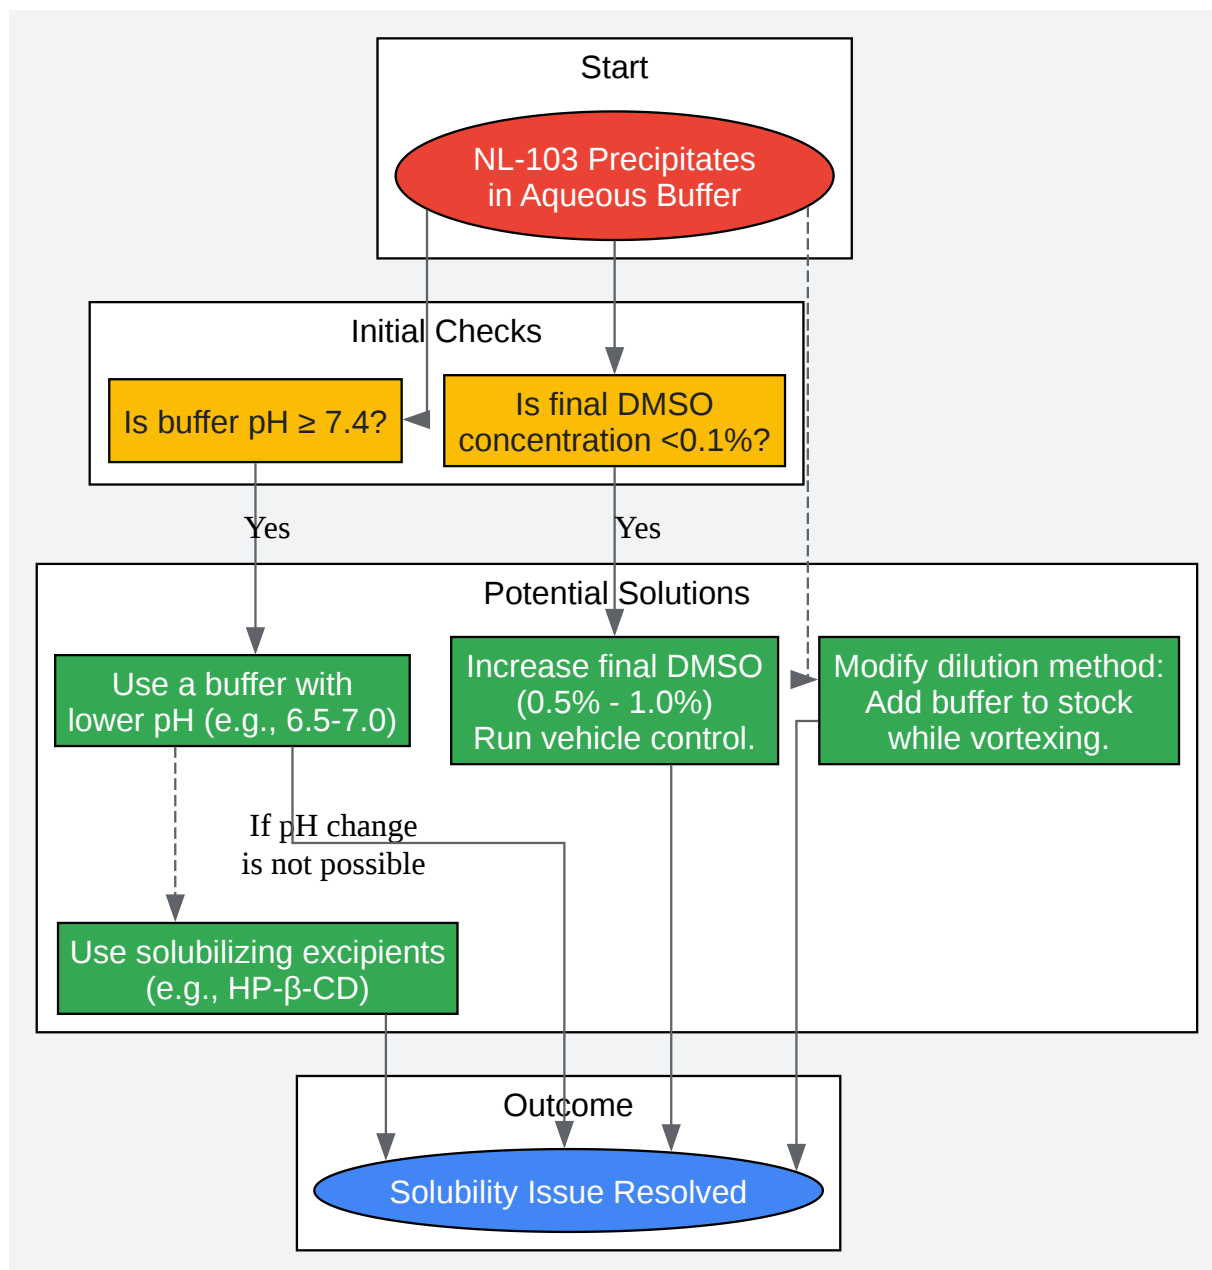 Start
NL-103 Precipitates
in Aqueous Buffer
Initial Checks
Is buffer pH ≥ 7.4?
Is final DMSO
concentration <0.1%?
Yes
Yes
Potential Solutions
Use a buffer with
lower pH (e.g., 6.5-7.0)
Increase final DMSO
(0.5% - 1.0%)
Run vehicle control.
Modify dilution method:
Add buffer to stock
while vortexing.
If pH change
is not possible
Use solubilizing excipients
(e.g., HP-β-CD)
Outcome
Solubility Issue Resolved